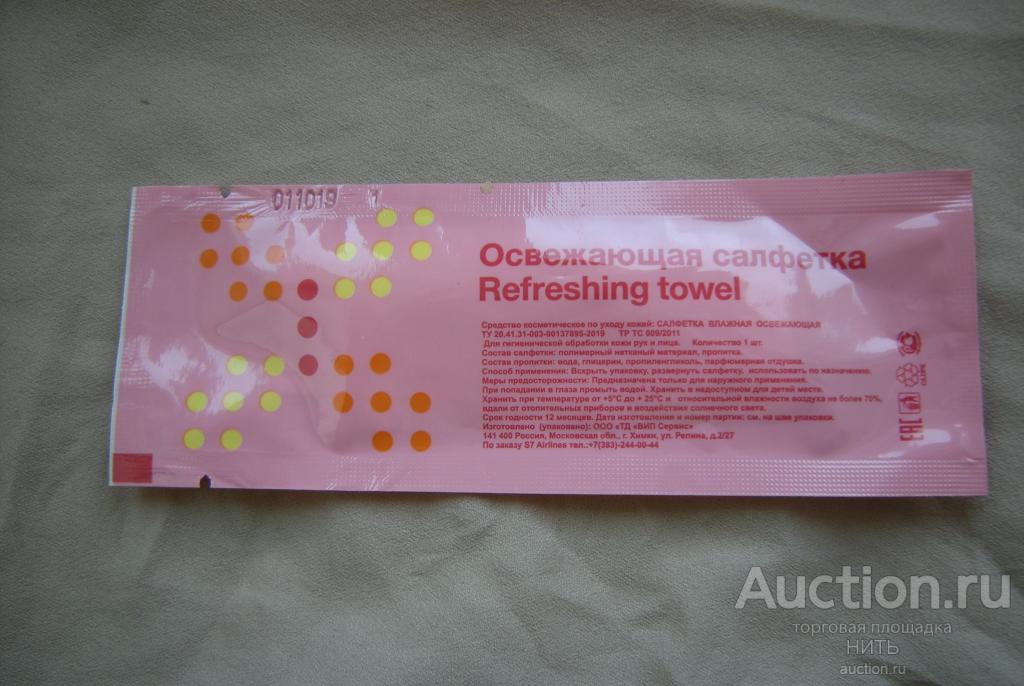 011019 1
Освежающая салфетка
Refreshing towel
Средство косметическое по уходу кожей: САЛФЕТКА ВЛАЖНАЯ ОСВЕЖАЮЩАЯ
ТУ 20.41.31-003-90137895-2019 ТР ТС 009/2011
Для гигиенической обработки кожи рук и лица. Количество 1 шт.
Состав салфетки: полимерный нетканый материал, пропитка.
Состав пропитки: вода, глицерин, пропиленгликоль, парфюмерная отдушка.
Способ применения: Вскрыть упаковку, развернуть салфетку, использовать по назначению.
Меры предосторожности: Предназначена только для наружного применения.
При попадании в глаза промыть водой. Хранить в недоступном для детей месте.
Хранить при температуре от +5°С до + 25°С и относительной влажности воздуха не более 70%,
вдали от отопительных приборов и воздействия солнечного света.
Срок годности 12 месяцев. Дата изготовления и номер партии: см. на шве упаковки.
Изготовлено (упаковано): ООО «ТД «ВИП Сервис»
141 400 Россия, Московская обл., г. Химки, ул. Репина, д.2/27
По заказу S7 Airlines тел.:+7(383)-244-00-44
EAC
Auction.ru
торговая площадка
НИТЬ
auction.ru